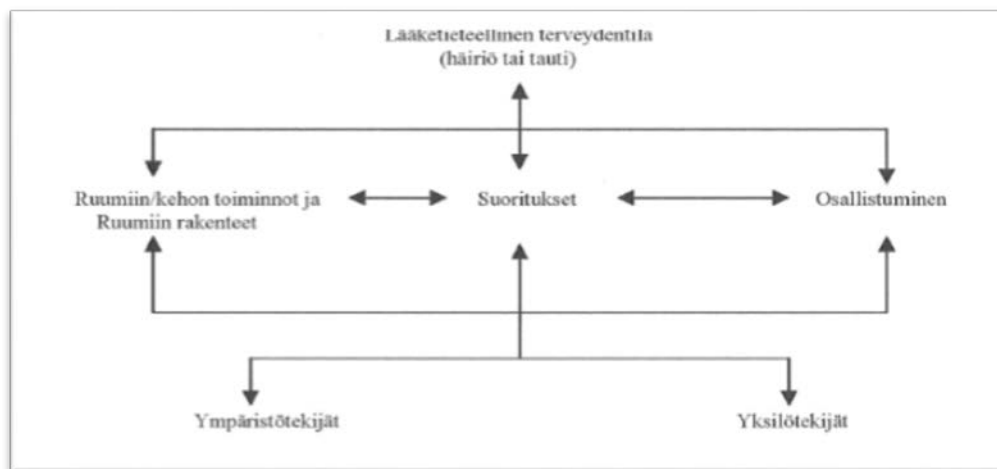 Lääketieteellinen terveydentila
(häiriö tai tauti)
Ruumiin/kehon toiminnot ja
Ruumiin rakenteet
Suoritukset
Osallistuminen
Ympäristötekijät
Yksilötekijät